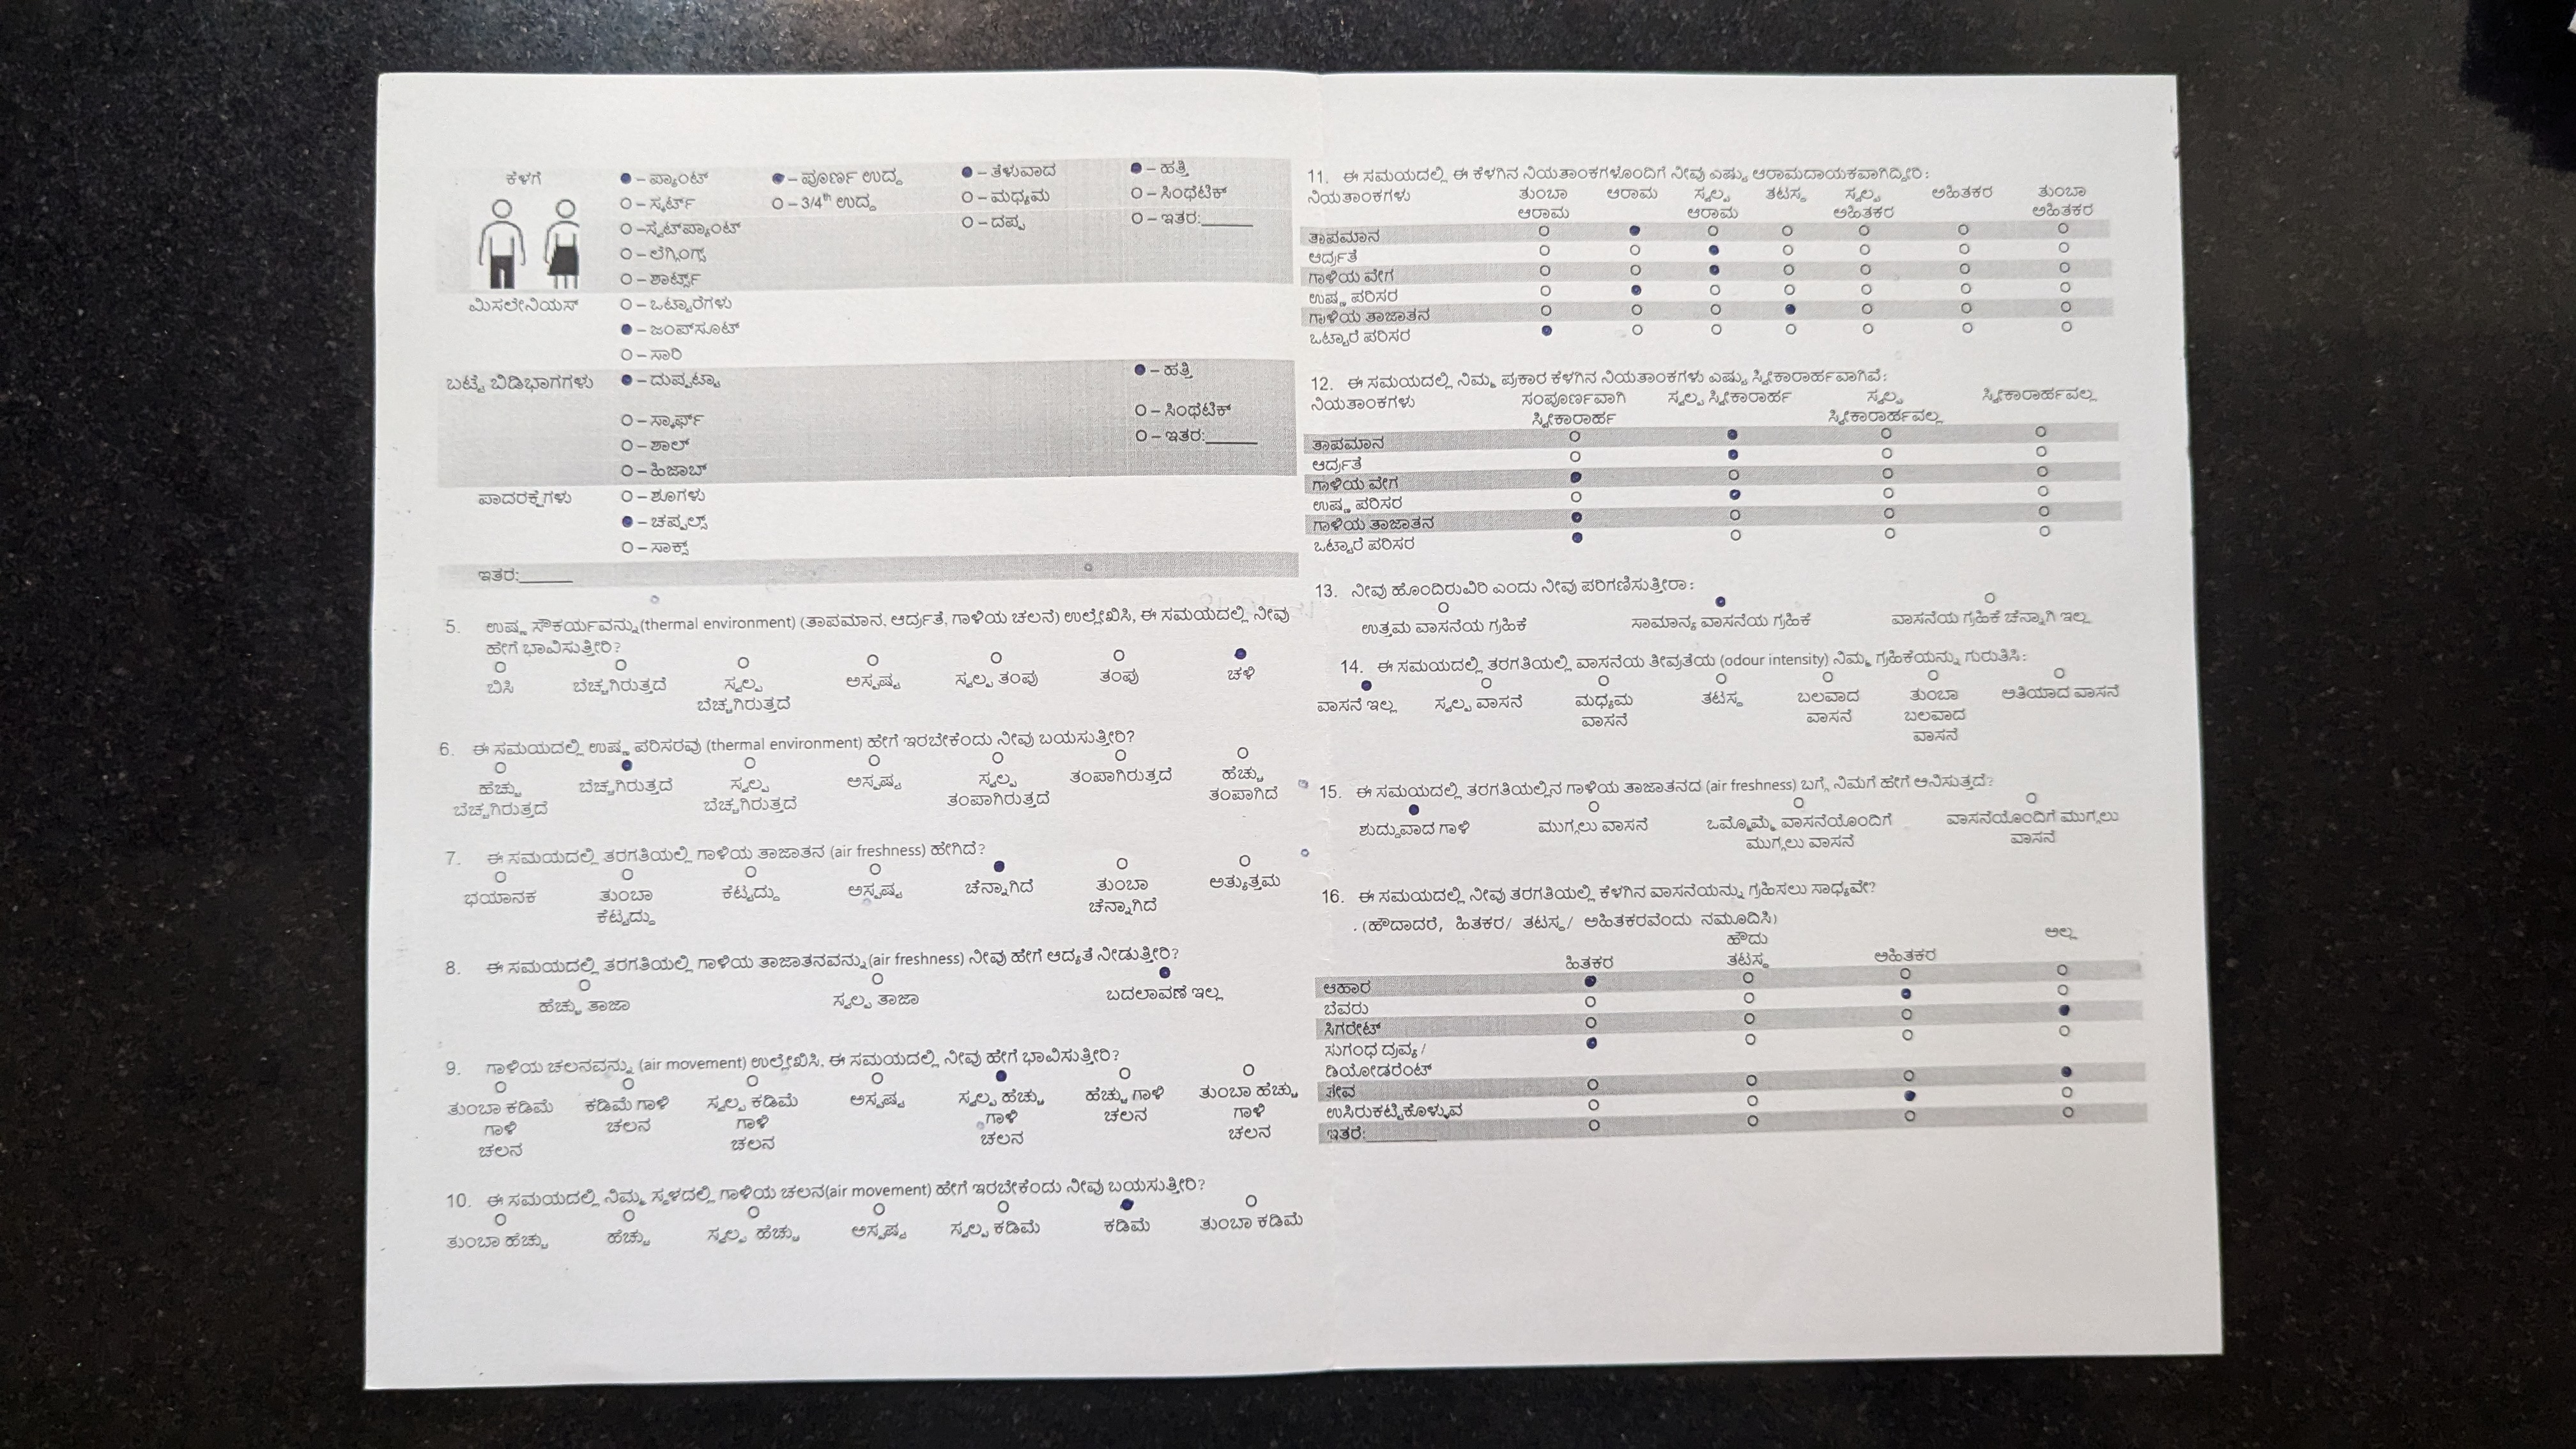 ಕೆಳಗೆ
– ಪ್ಯಾಂಟ್ – ಪೂರ್ಣ ಉದ್ದ – ತೆಳುವಾದ – ಹತ್ತಿ
– ಸ್ಕರ್ಟ್ – 3/4th ಉದ್ದ – ಮಧ್ಯಮ – ಸಿಂಥೆಟಿಕ್
–ಸ್ವೆಟ್‌ಪ್ಯಾಂಟ್ – ದಪ್ಪ – ಇತರ:______
– ಲೆಗ್ಗಿಂಗ್ಸ್
– ಶಾರ್ಟ್ಸ್
ಮಿಸಲೇನಿಯಸ್ – ಒಟ್ಟಾರೆಗಳು
– ಜಂಪ್‌ಸೂಟ್
– ಸಾರಿ
ಬಟ್ಟೆ ಬಿಡಿಭಾಗಗಳು – ದುಪ್ಪಟ್ಟಾ – ಹತ್ತಿ
– ಸ್ಕಾರ್ಫ್ – ಸಿಂಥೆಟಿಕ್
– ಶಾಲ್ – ಇತರ:______
– ಹಿಜಾಬ್
ಪಾದರಕ್ಷೆಗಳು – ಶೂಗಳು
– ಚಪ್ಪಲ್ಸ್
– ಸಾಕ್ಸ್
ಇತರ:______
5. ಉಷ್ಣ ಸೌಕರ್ಯವನ್ನು(thermal environment) (ತಾಪಮಾನ, ಆರ್ದ್ರತೆ, ಗಾಳಿಯ ಚಲನೆ) ಉಲ್ಲೇಖಿಸಿ, ಈ ಸಮಯದಲ್ಲಿ ನೀವು
ಹೇಗೆ ಭಾವಿಸುತ್ತೀರಿ?
ಬಿಸಿ ಬೆಚ್ಚಗಿರುತ್ತದೆ ಸ್ವಲ್ಪ ಅಸ್ಪಷ್ಟ ಸ್ವಲ್ಪ ತಂಪು ತಂಪು ಚಳಿ
ಬೆಚ್ಚಗಿರುತ್ತದೆ
6. ಈ ಸಮಯದಲ್ಲಿ ಉಷ್ಣ ಪರಿಸರವು (thermal environment) ಹೇಗೆ ಇರಬೇಕೆಂದು ನೀವು ಬಯಸುತ್ತೀರಿ?
ಹೆಚ್ಚು ಬೆಚ್ಚಗಿರುತ್ತದೆ ಸ್ವಲ್ಪ ಅಸ್ಪಷ್ಟ ಸ್ವಲ್ಪ ತಂಪಾಗಿರುತ್ತದೆ ಹೆಚ್ಚು
ಬೆಚ್ಚಗಿರುತ್ತದೆ ಬೆಚ್ಚಗಿರುತ್ತದೆ ತಂಪಾಗಿರುತ್ತದೆ ತಂಪಾಗಿದೆ
7. ಈ ಸಮಯದಲ್ಲಿ ತರಗತಿಯಲ್ಲಿ ಗಾಳಿಯ ತಾಜಾತನ (air freshness) ಹೇಗಿದೆ?
ಭಯಾನಕ ತುಂಬಾ ಕೆಟ್ಟದ್ದು ಅಸ್ಪಷ್ಟ ಚೆನ್ನಾಗಿದೆ ತುಂಬಾ ಅತ್ಯುತ್ತಮ
ಕೆಟ್ಟದ್ದು ಚೆನ್ನಾಗಿದೆ
8. ಈ ಸಮಯದಲ್ಲಿ ತರಗತಿಯಲ್ಲಿ ಗಾಳಿಯ ತಾಜಾತನವನ್ನು(air freshness) ನೀವು ಹೇಗೆ ಆದ್ಯತೆ ನೀಡುತ್ತೀರಿ?
ಹೆಚ್ಚು ತಾಜಾ ಸ್ವಲ್ಪ ತಾಜಾ ಬದಲಾವಣೆ ಇಲ್ಲ
9. ಗಾಳಿಯ ಚಲನವನ್ನು (air movement) ಉಲ್ಲೇಖಿಸಿ, ಈ ಸಮಯದಲ್ಲಿ ನೀವು ಹೇಗೆ ಭಾವಿಸುತ್ತೀರಿ?
ತುಂಬಾ ಕಡಿಮೆ ಕಡಿಮೆ ಗಾಳಿ ಸ್ವಲ್ಪ ಕಡಿಮೆ ಅಸ್ಪಷ್ಟ ಸ್ವಲ್ಪ ಹೆಚ್ಚು ಹೆಚ್ಚು ಗಾಳಿ ತುಂಬಾ ಹೆಚ್ಚು
ಗಾಳಿ ಚಲನ ಗಾಳಿ ಗಾಳಿ ಚಲನ ಗಾಳಿ
ಚಲನ ಚಲನ ಚಲನ ಚಲನ
10. ಈ ಸಮಯದಲ್ಲಿ ನಿಮ್ಮ ಸ್ಥಳದಲ್ಲಿ ಗಾಳಿಯ ಚಲನ(air movement) ಹೇಗೆ ಇರಬೇಕೆಂದು ನೀವು ಬಯಸುತ್ತೀರಿ?
ತುಂಬಾ ಹೆಚ್ಚು ಹೆಚ್ಚು ಸ್ವಲ್ಪ ಹೆಚ್ಚು ಅಸ್ಪಷ್ಟ ಸ್ವಲ್ಪ ಕಡಿಮೆ ಕಡಿಮೆ ತುಂಬಾ ಕಡಿಮೆ
11. ಈ ಸಮಯದಲ್ಲಿ ಈ ಕೆಳಗಿನ ನಿಯತಾಂಕಗಳೊಂದಿಗೆ ನೀವು ಎಷ್ಟು ಆರಾಮದಾಯಕವಾಗಿದ್ದೀರಿ:
ನಿಯತಾಂಕಗಳು ತುಂಬಾ ಆರಾಮ ಸ್ವಲ್ಪ ತಟಸ್ಥ ಸ್ವಲ್ಪ ಅಹಿತಕರ ತುಂಬಾ
ಆರಾಮ ಆರಾಮ ಅಹಿತಕರ ಅಹಿತಕರ
ತಾಪಮಾನ
ಆರ್ದ್ರತೆ
ಗಾಳಿಯ ವೇಗ
ಉಷ್ಣ ಪರಿಸರ
ಗಾಳಿಯ ತಾಜಾತನ
ಒಟ್ಟಾರೆ ಪರಿಸರ
12. ಈ ಸಮಯದಲ್ಲಿ ನಿಮ್ಮ ಪ್ರಕಾರ ಕೆಳಗಿನ ನಿಯತಾಂಕಗಳು ಎಷ್ಟು ಸ್ವೀಕಾರಾರ್ಹವಾಗಿವೆ:
ನಿಯತಾಂಕಗಳು ಸಂಪೂರ್ಣವಾಗಿ ಸ್ವಲ್ಪ ಸ್ವೀಕಾರಾರ್ಹ ಸ್ವಲ್ಪ ಸ್ವೀಕಾರಾರ್ಹವಲ್ಲ
ಸ್ವೀಕಾರಾರ್ಹ ಸ್ವೀಕಾರಾರ್ಹವಲ್ಲ
ತಾಪಮಾನ
ಆರ್ದ್ರತೆ
ಗಾಳಿಯ ವೇಗ
ಉಷ್ಣ ಪರಿಸರ
ಗಾಳಿಯ ತಾಜಾತನ
ಒಟ್ಟಾರೆ ಪರಿಸರ
13. ನೀವು ಹೊಂದಿರುವಿರಿ ಎಂದು ನೀವು ಪರಿಗಣಿಸುತ್ತೀರಾ:
ಉತ್ತಮ ವಾಸನೆಯ ಗ್ರಹಿಕೆ ಸಾಮಾನ್ಯ ವಾಸನೆಯ ಗ್ರಹಿಕೆ ವಾಸನೆಯ ಗ್ರಹಿಕೆ ಚೆನ್ನಾಗಿ ಇಲ್ಲ
14. ಈ ಸಮಯದಲ್ಲಿ ತರಗತಿಯಲ್ಲಿ ವಾಸನೆಯ ತೀವ್ರತೆಯ (odour intensity) ನಿಮ್ಮ ಗ್ರಹಿಕೆಯನ್ನು ಗುರುತಿಸಿ:
ವಾಸನೆ ಇಲ್ಲ ಸ್ವಲ್ಪ ವಾಸನೆ ಮಧ್ಯಮ ತಟಸ್ಥ ಬಲವಾದ ತುಂಬಾ ಅತಿಯಾದ ವಾಸನೆ
ವಾಸನೆ ವಾಸನೆ ಬಲವಾದ
ವಾಸನೆ
15. ಈ ಸಮಯದಲ್ಲಿ ತರಗತಿಯಲ್ಲಿನ ಗಾಳಿಯ ತಾಜಾತನದ (air freshness) ಬಗ್ಗೆ ನಿಮಗೆ ಹೇಗೆ ಅನಿಸುತ್ತದೆ?
ಶುದ್ಧವಾದ ಗಾಳಿ ಮುಗ್ಗಲು ವಾಸನೆ ಒಮ್ಮೊಮ್ಮೆ ವಾಸನೆಯೊಂದಿಗೆ ವಾಸನೆಯೊಂದಿಗೆ ಮುಗ್ಗಲು
ಮುಗ್ಗಲು ವಾಸನೆ ವಾಸನೆ
16. ಈ ಸಮಯದಲ್ಲಿ ನೀವು ತರಗತಿಯಲ್ಲಿ ಕೆಳಗಿನ ವಾಸನೆಯನ್ನು ಗ್ರಹಿಸಲು ಸಾಧ್ಯವೇ?
. (ಹೌದಾದರೆ, ಹಿತಕರ/ ತಟಸ್ಥ/ ಅಹಿತಕರವೆಂದು ನಮೂದಿಸಿ)
ಹೌದು ಅಲ್ಲ
ಹಿತಕರ ತಟಸ್ಥ ಅಹಿತಕರ
ಆಹಾರ
ಬೆವರು
ಸಿಗರೇಟ್
ಸುಗಂಧ ದ್ರವ್ಯ /
ಡಿಯೋಡರೆಂಟ್
ತೇವ
ಉಸಿರುಕಟ್ಟಿಕೊಳ್ಳುವ
ಇತರೆ:________